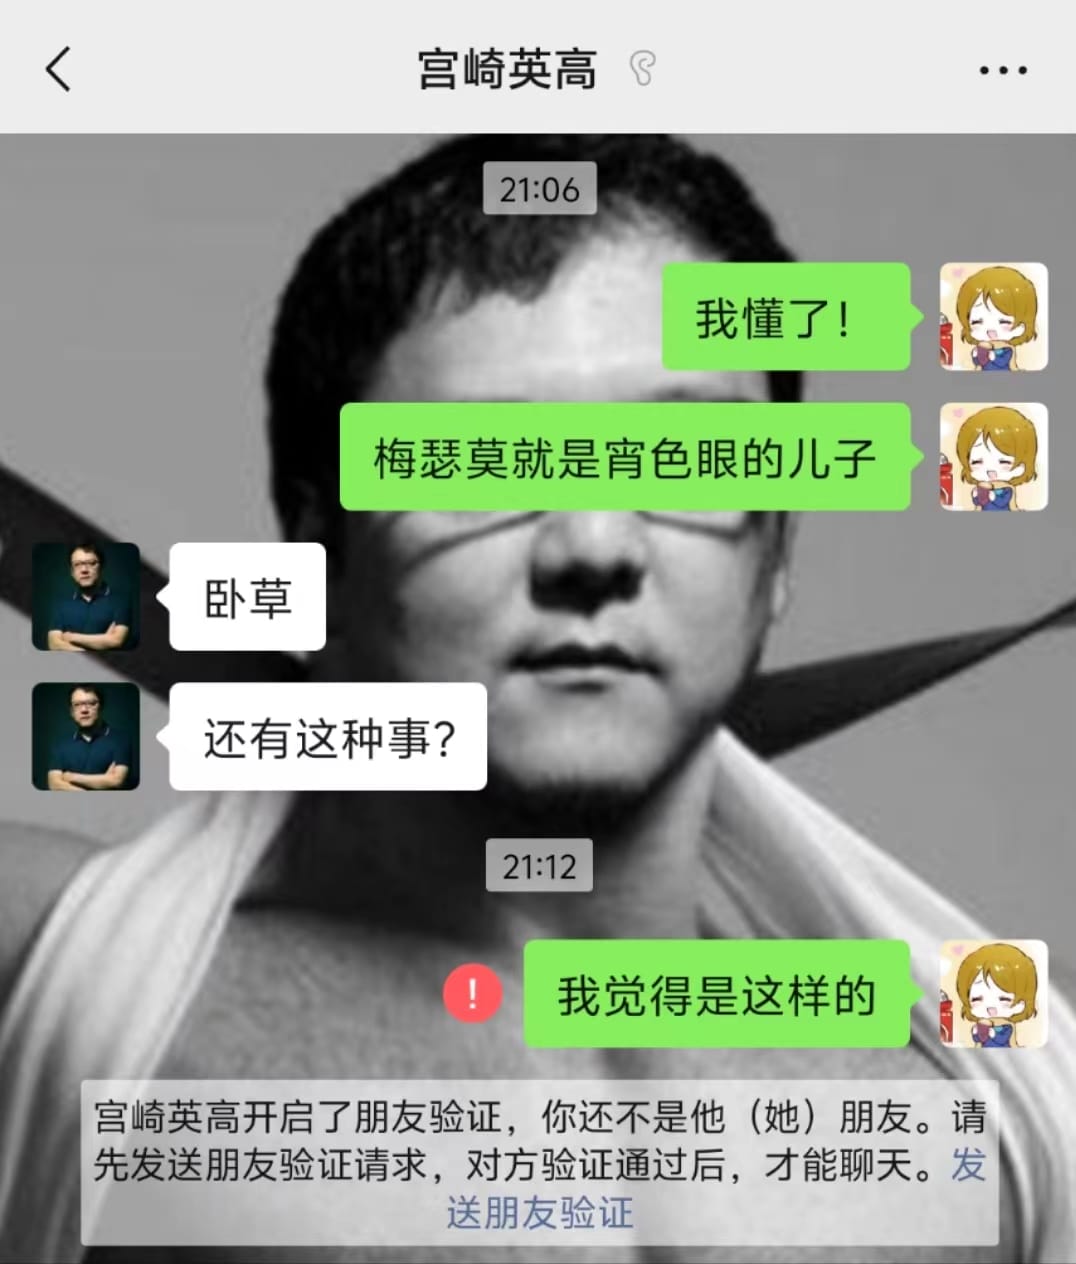 宫崎英高
21:06
我懂了！
梅瑟莫就是宵色眼的儿子
卧草
还有这种事？
21:12
!
我觉得是这样的
宫崎英高开启了朋友验证，你还不是他（她）朋友。请
先发送朋友验证请求，对方验证通过后，才能聊天。发
送朋友验证